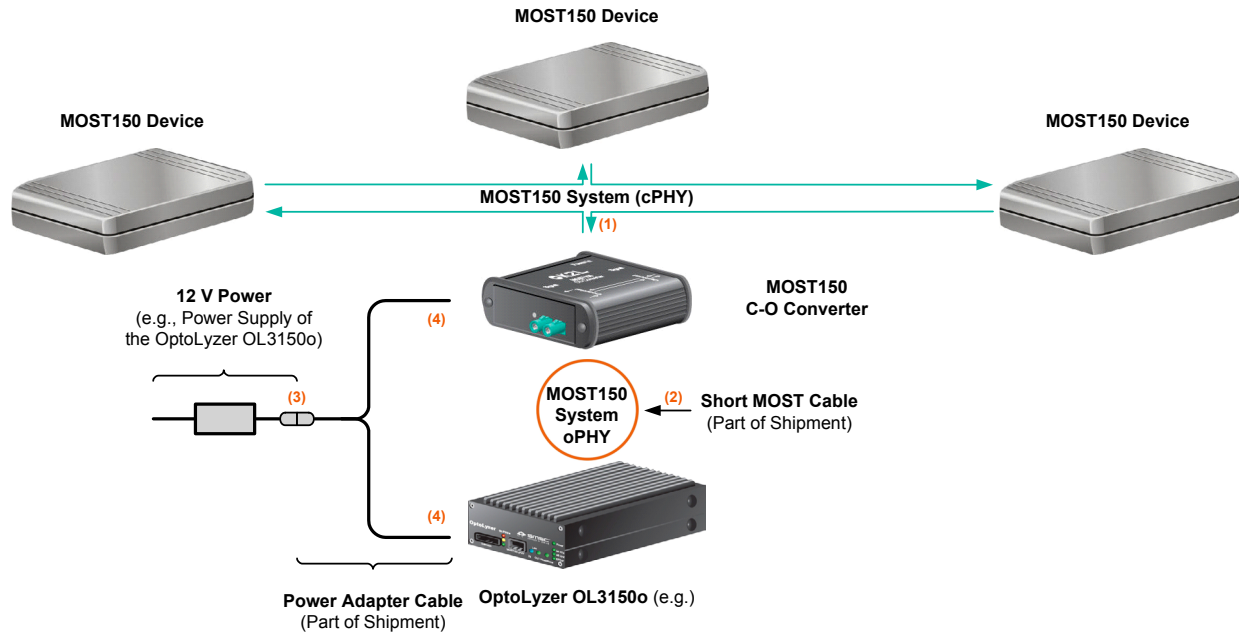 MOST150 Device
MOST150 Device
MOST150 Device
MOST150 System (cPHY)
(1)
12 V Power
(e.g., Power Supply of
the OptoLyzer OL3150o)
(3)
(4)
MOST150
C-O Converter
MOST150
System
oPHY
(2)
Short MOST Cable
(Part of Shipment)
(4)
OptoLyzer
Power Adapter Cable
(Part of Shipment)
OptoLyzer OL3150o (e.g.)